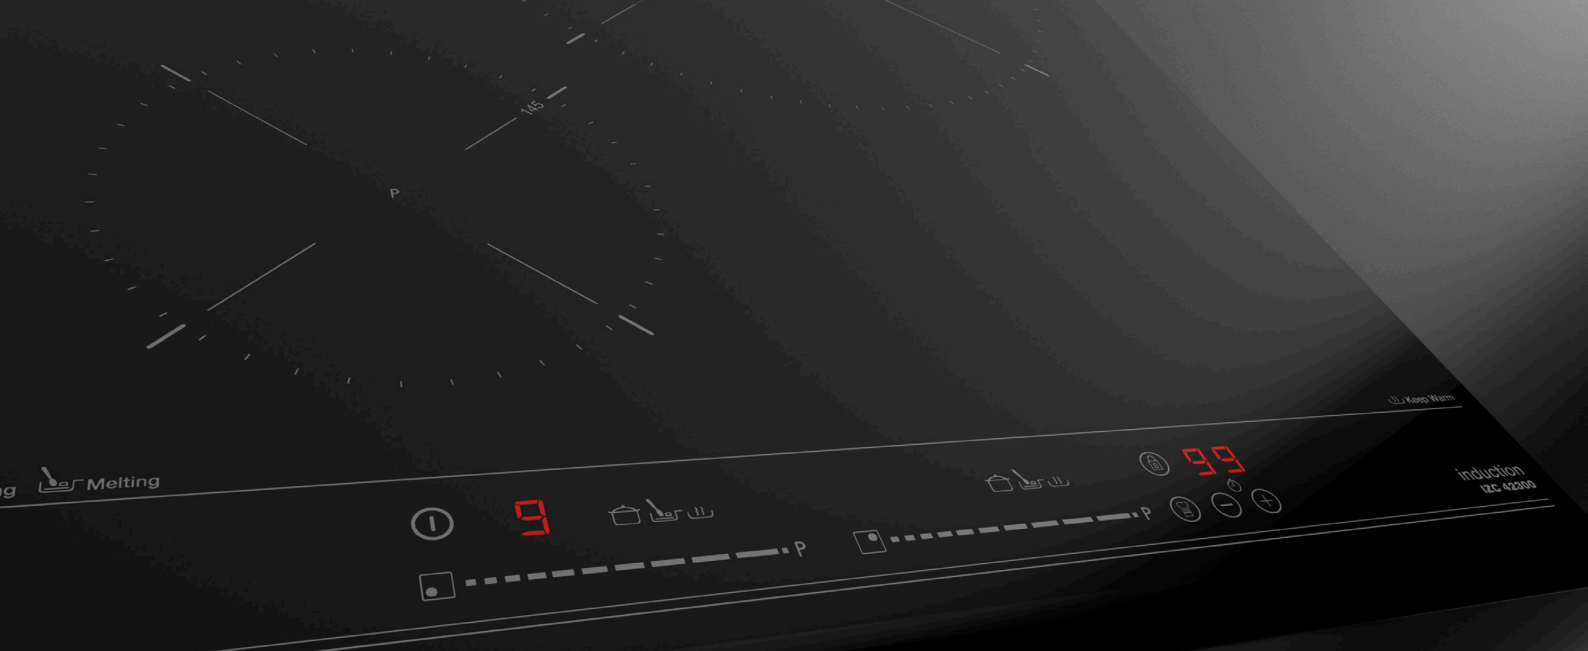 145
P
Keep Warm
g Melting
9
99
induction
IZC 42300
P
P